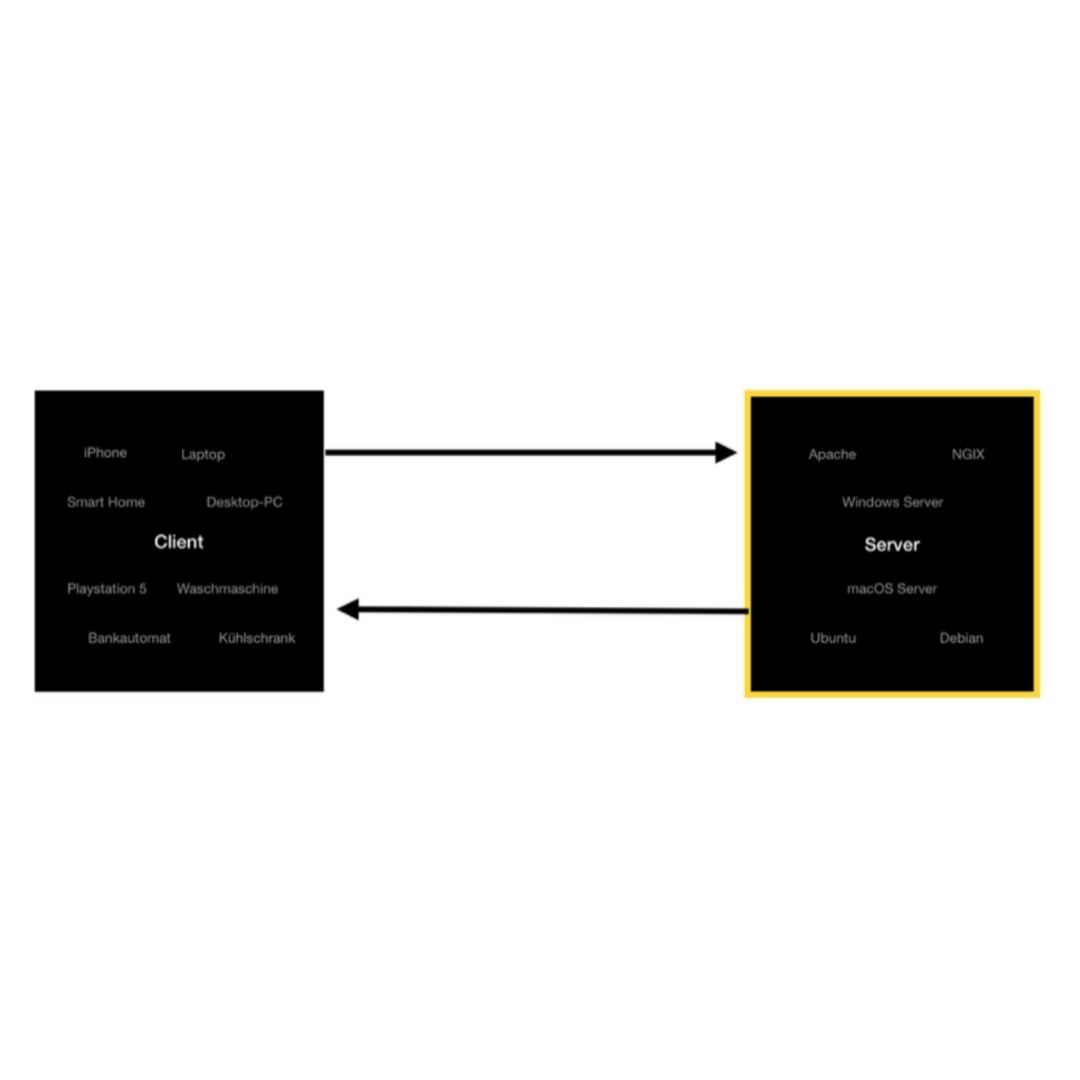 iPhone Laptop
Smart Home Desktop-PC
Client
Playstation 5 Waschmaschine
Bankautomat Kühlschrank
Apache NGIX
Windows Server
Server
macOS Server
Ubuntu Debian